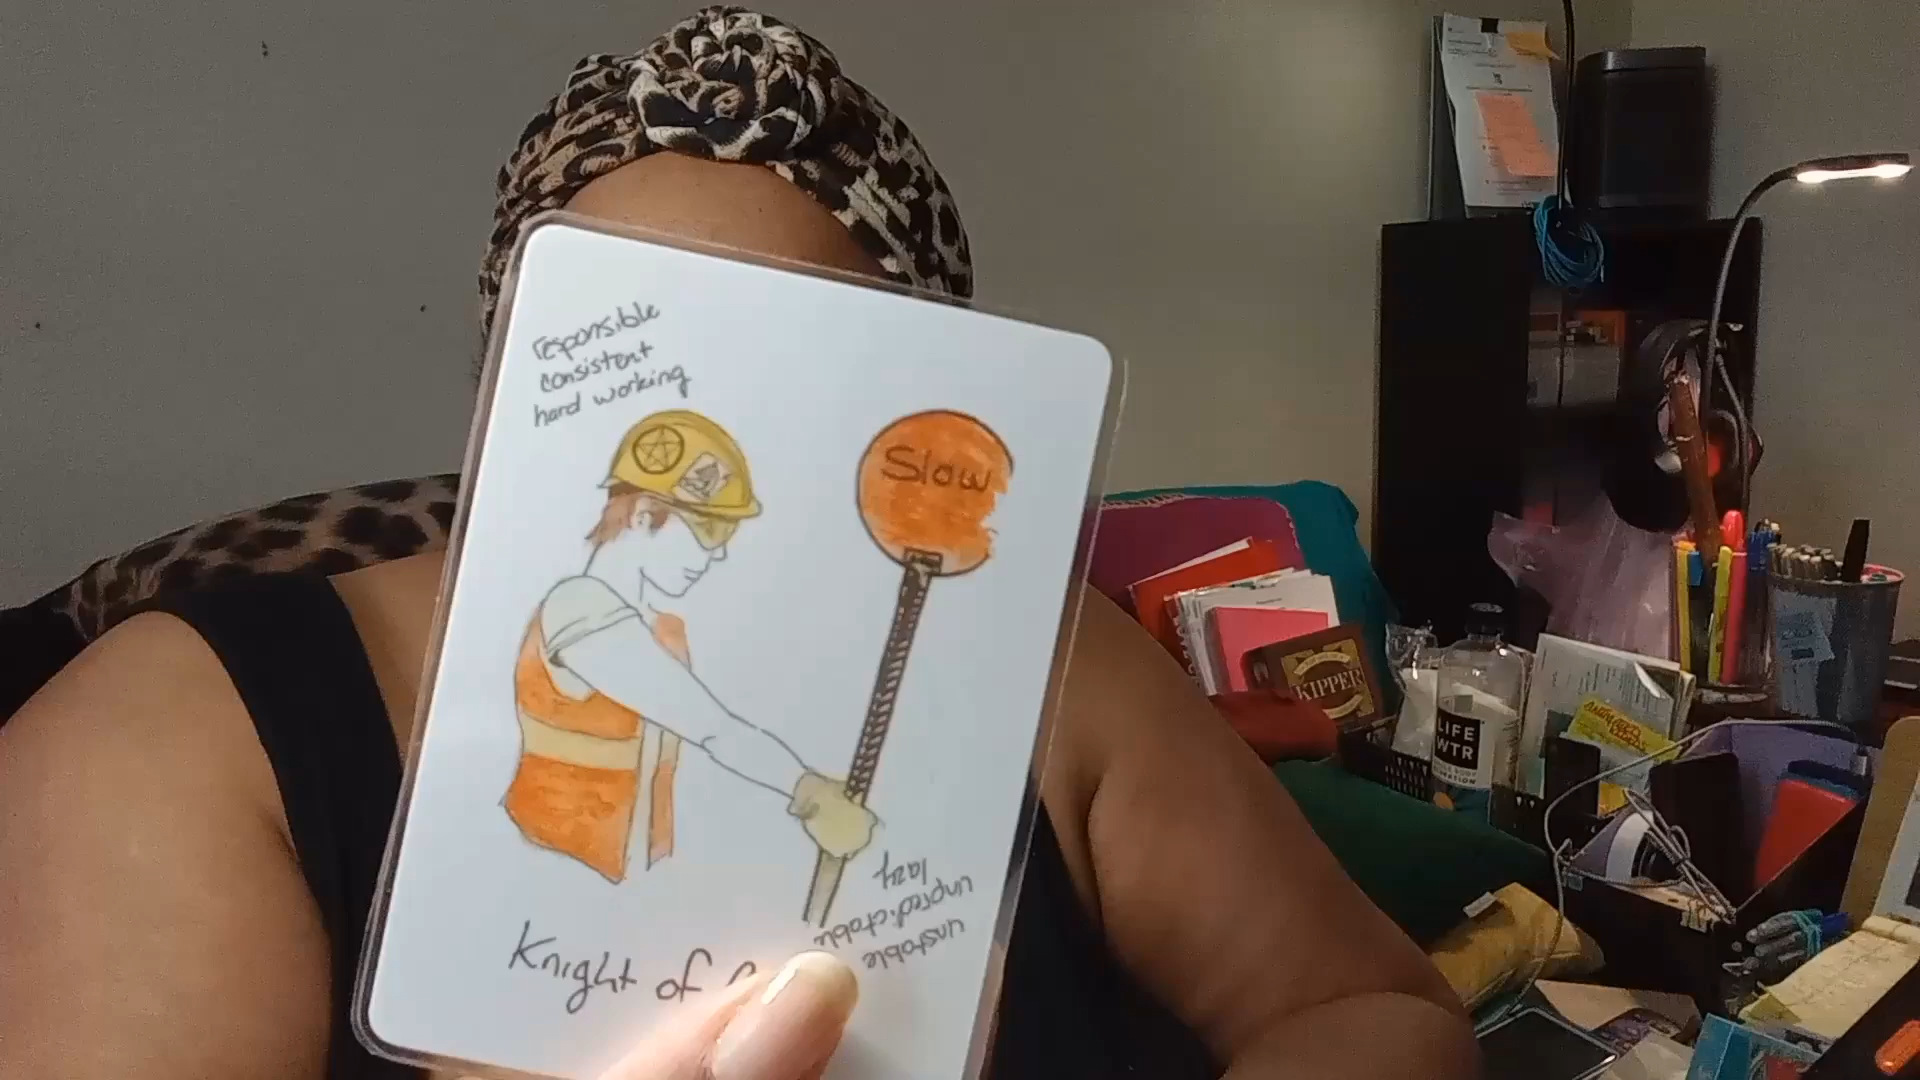 responsible
consistent
hard working
Slow
lazy
unpredictable
unstable
Knight of
KIPPER
LIFE
WTR